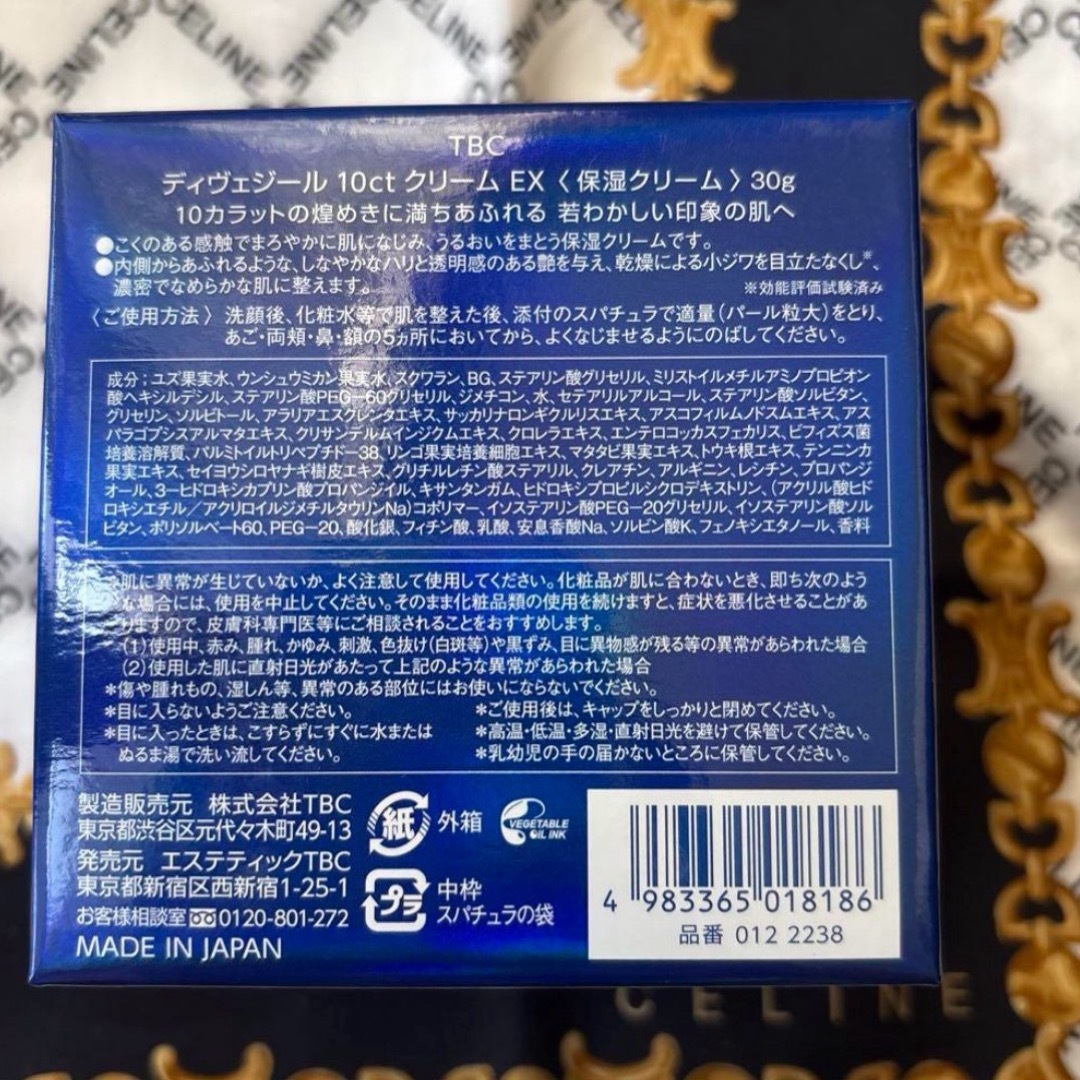 CELINE
TBC
ディヴェジール 10ct クリーム EX〈 保湿クリーム 〉30g
10カラットの煌めきに満ちあふれる 若わかしい印象の肌へ
●こくのある感触でまろやかに肌になじみ、うるおいをまとう保湿クリームです。
●内側からあふれるような、しなやかなハリと透明感のある艶を与え、乾燥による小ジワを目立たなくし※、
濃密でなめらかな肌に整えます。 ※効能評価試験済み
〈ご使用方法〉 洗顔後、化粧水等で肌を整えた後、添付のスパチュラで適量(パール粒大)をとり、
あご・両頬・鼻・額の5ヵ所においてから、よくなじませるようにのばしてください。
成分：ユズ果実水、ウンシュウミカン果実水、スクワラン、BG、ステアリン酸グリセリル、ミリストイルメチルアミノプロピオン
酸ヘキシルデシル、ステアリン酸PEG－60グリセリル、ジメチコン、水、セテアリルアルコール、ステアリン酸ソルビタン、
グリセリン、ソルビトール、アラリアエスクレンタエキス、サッカリナロンギクルリスエキス、アスコフィルムノドスムエキス、アス
パラゴプシスアルマタエキス、クリサンテルムインジクムエキス、クロレラエキス、エンテロコッカスフェカリス、ビフィズス菌
培養溶解質、パルミトイルトリペプチド－38、リンゴ果実培養細胞エキス、マタタビ果実エキス、トウキ根エキス、テンニンカ
果実エキス、セイヨウシロヤナギ樹皮エキス、グリチルレチン酸ステアリル、クレアチン、アルギニン、レシチン、プロパンジ
オール、3－ヒドロキシカプリン酸プロパンジイル、キサンタンガム、ヒドロキシプロピルシクロデキストリン、(アクリル酸ヒド
ロキシエチル／アクリロイルジメチルタウリンNa)コポリマー、イソステアリン酸PEG－20グリセリル、イソステアリン酸ソル
ビタン、ポリソルベート60、PEG－20、酸化銀、フィチン酸、乳酸、安息香酸Na、ソルビン酸K、フェノキシエタノール、香料
肌に異常が生じていないか、よく注意して使用してください。化粧品が肌に合わないとき、即ち次のよう
な場合には、使用を中止してください。そのまま化粧品類の使用を続けますと、症状を悪化させることがあ
りますので、皮膚科専門医等にご相談されることをおすすめします。
(1)使用中、赤み、腫れ、かゆみ、刺激、色抜け(白斑等)や黒ずみ、目に異物感が残る等の異常があらわれた場合
(2)使用した肌に直射日光があたって上記のような異常があらわれた場合
＊傷や腫れもの、湿しん等、異常のある部位にはお使いにならないでください。
＊目に入らないようご注意ください。
＊目に入ったときは、こすらずにすぐに水または
ぬるま湯で洗い流してください。
＊ご使用後は、キャップをしっかりと閉めてください。
＊高温・低温・多湿・直射日光を避けて保管してください。
＊乳幼児の手の届かないところに保管してください。
製造販売元 株式会社TBC
東京都渋谷区元代々木町49-13
発売元 エステティックTBC
東京都新宿区西新宿1-25-1
お客様相談室 0120-801-272
MADE IN JAPAN
紙 外箱
VEGETABLE
OIL INK
プラ 中枠
スパチュラの袋
4 983365 018186
品番 012 2238
CELINE